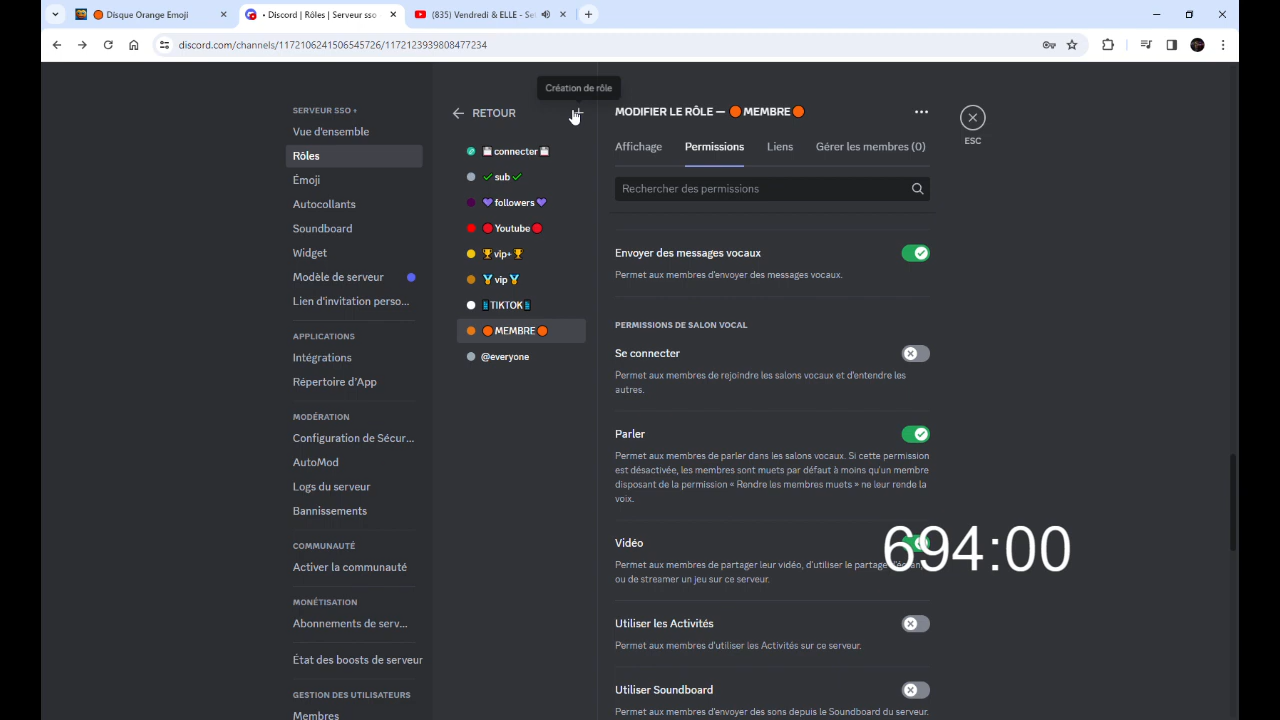 Disque Orange Emoji
• Discord | Rôles | Serveur sso
(835) Vendredi & ELLE - Se
discord.com/channels/1172106241506545726/1172123939808477234
Création de rôle
SERVEUR SSO +
Vue d'ensemble
Rôles
Émoji
Autocollants
Soundboard
Widget
Modèle de serveur
Lien d'invitation perso...
APPLICATIONS
Intégrations
Répertoire d'App
MODÉRATION
Configuration de Sécur...
AutoMod
Logs du serveur
Bannissements
COMMUNAUTÉ
Activer la communauté
MONÉTISATION
Abonnements de serv...
État des boosts de serveur
GESTION DES UTILISATEURS
Membres
RETOUR
connecter
sub
followers
Youtube
vip+
vip
TIKTOK
MEMBRE
@everyone
MODIFIER LE RÔLE — MEMBRE
ESC
Affichage Permissions Liens Gérer les membres (0)
Rechercher des permissions
Envoyer des messages vocaux
Permet aux membres d'envoyer des messages vocaux.
PERMISSIONS DE SALON VOCAL
Se connecter
Permet aux membres de rejoindre les salons vocaux et d'entendre les
autres.
Parler
Permet aux membres de parler dans les salons vocaux. Si cette permission
est désactivée, les membres sont muets par défaut à moins qu'un membre
disposant de la permission « Rendre les membres muets » ne leur rende la
voix.
Vidéo
694:00
Permet aux membres de partager leur vidéo, d'utiliser le partage d'écran
ou de streamer un jeu sur ce serveur.
Utiliser les Activités
Permet aux membres d'utiliser les Activités sur ce serveur.
Utiliser Soundboard
Permet aux membres d'envoyer des sons depuis le Soundboard du serveur.